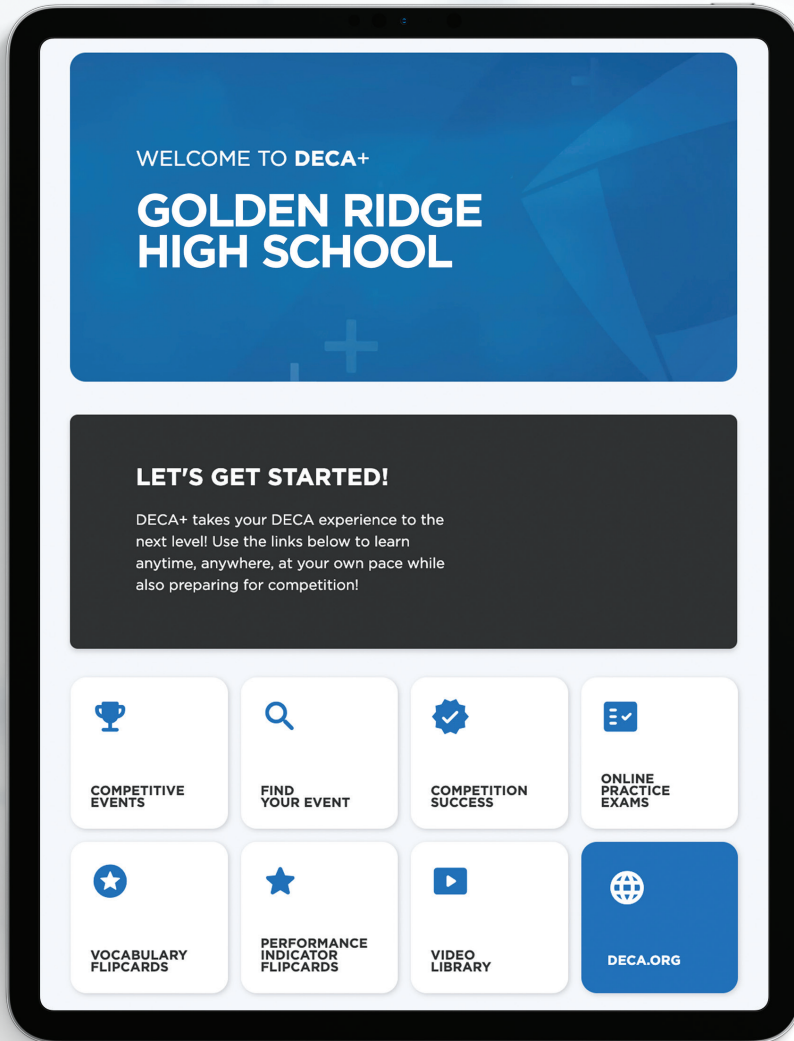 WELCOME TO DECA+
GOLDEN RIDGE
HIGH SCHOOL
LET'S GET STARTED!
DECA+ takes your DECA experience to the
next level! Use the links below to learn
anytime, anywhere, at your own pace while
also preparing for competition!
COMPETITIVE
EVENTS
FIND
YOUR EVENT
COMPETITION
SUCCESS
ONLINE
PRACTICE
EXAMS
VOCABULARY
FLIPCARDS
PERFORMANCE
INDICATOR
FLIPCARDS
VIDEO
LIBRARY
DECA.ORG